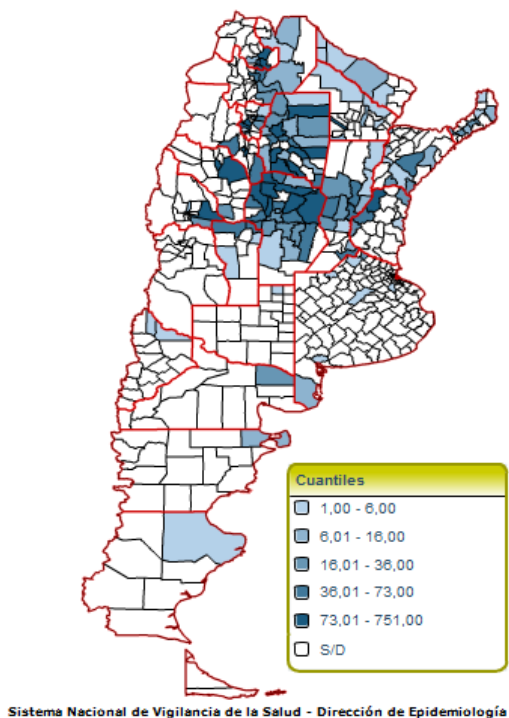 Cuantiles
1,00 - 6,00
6,01 - 16,00
16,01 - 36,00
36,01 - 73,00
73,01 - 751,00
S/D
Sistema Nacional de Vigilancia de la Salud - Dirección de Epidemiología